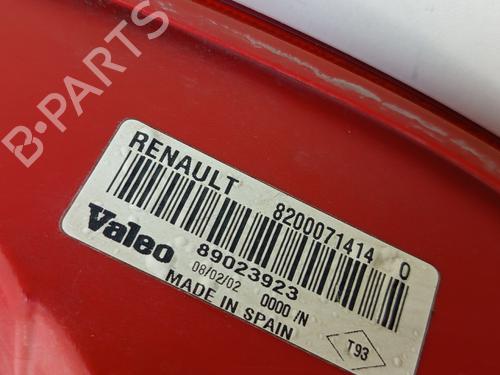 B-PARTS
RENAULT
8200071414 0
Valeo
89023923
08/02/02 0000 /N
MADE IN SPAIN
T93